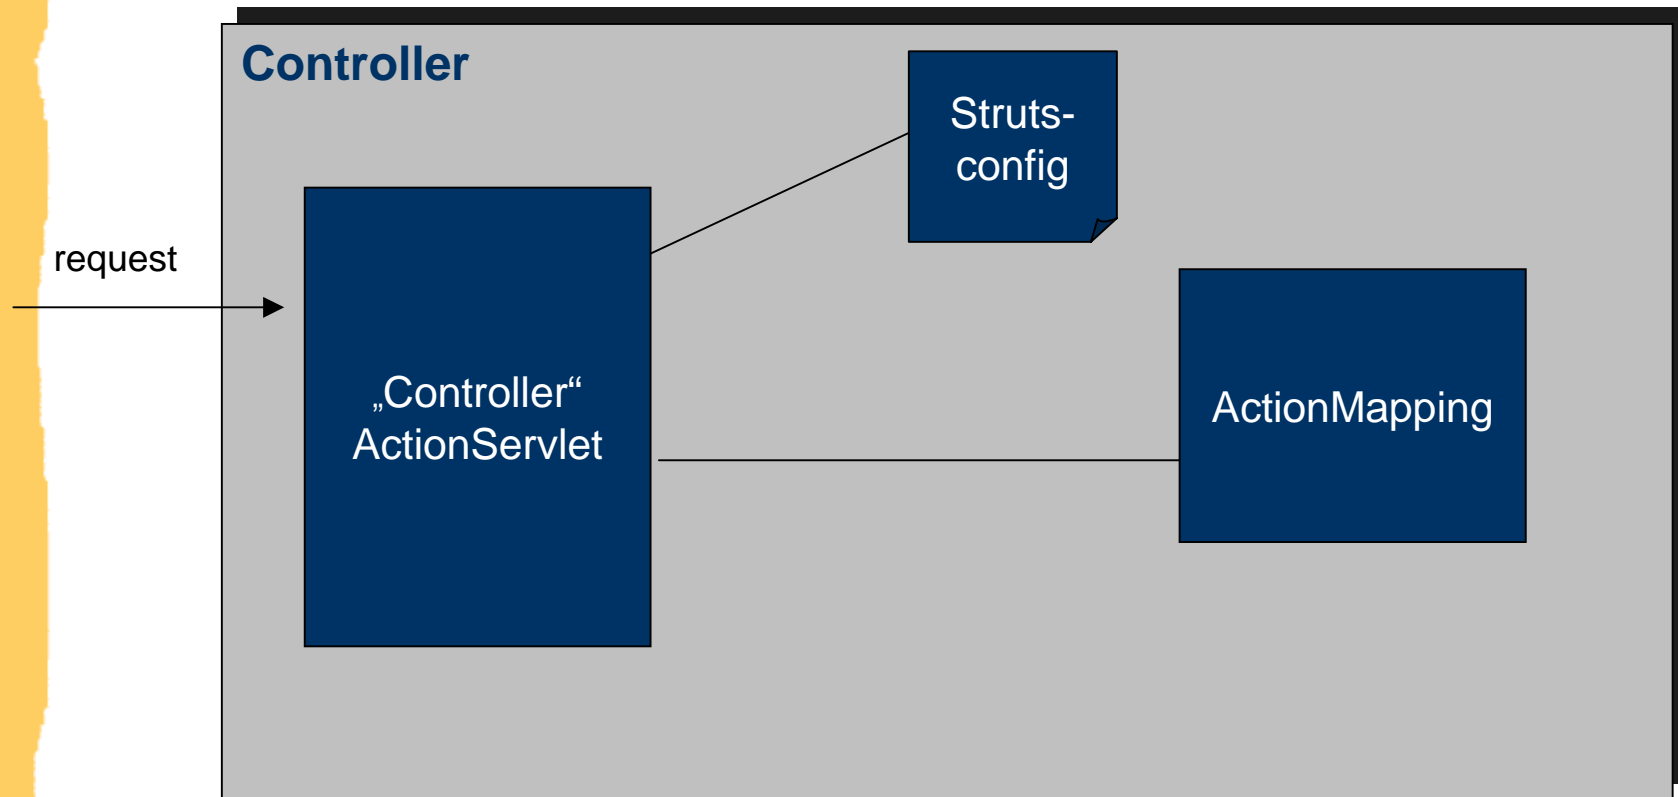 Controller
Struts-
config
request
„Controller“
ActionServlet
ActionMapping